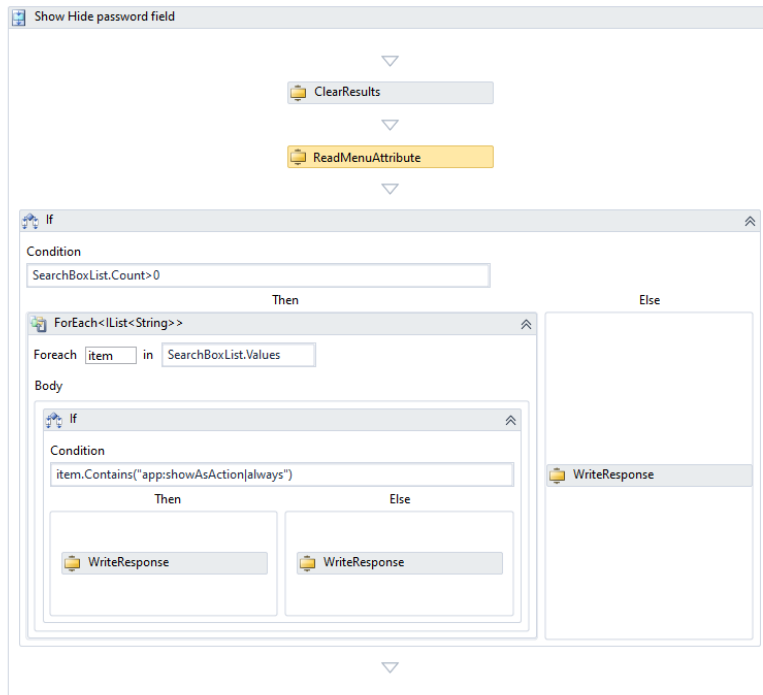 Show Hide password field
ClearResults
ReadMenuAttribute
If
Condition
SearchBoxList.Count>0
Then
Else
ForEach<IList<String>>
Foreach item in SearchBoxList.Values
Body
If
Condition
item.Contains("app:showAsAction|always")
Then
Else
WriteResponse
WriteResponse
WriteResponse